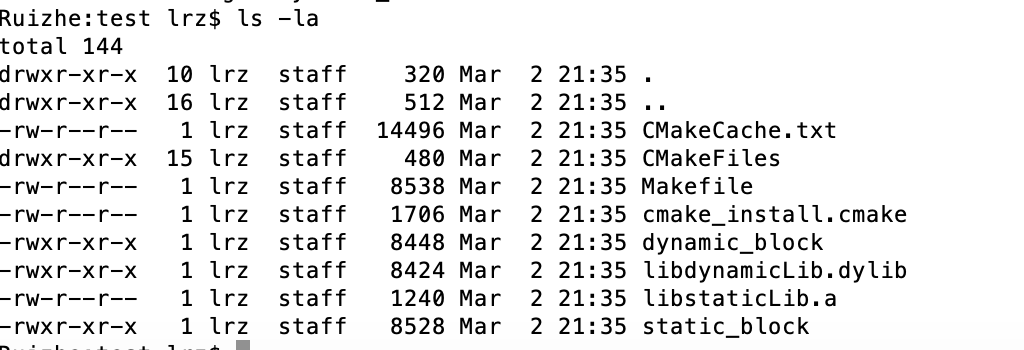 Ruizhe:test lrz$ ls -la
total 144
drwxr-xr-x  10 lrz  staff    320 Mar  2 21:35 .
drwxr-xr-x  16 lrz  staff    512 Mar  2 21:35 ..
-rw-r--r--   1 lrz  staff  14496 Mar  2 21:35 CMakeCache.txt
drwxr-xr-x  15 lrz  staff    480 Mar  2 21:35 CMakeFiles
-rw-r--r--   1 lrz  staff   8538 Mar  2 21:35 Makefile
-rw-r--r--   1 lrz  staff   1706 Mar  2 21:35 cmake_install.cmake
-rwxr-xr-x   1 lrz  staff   8448 Mar  2 21:35 dynamic_block
-rwxr-xr-x   1 lrz  staff   8424 Mar  2 21:35 libdynamicLib.dylib
-rw-r--r--   1 lrz  staff   1240 Mar  2 21:35 libstaticLib.a
-rwxr-xr-x   1 lrz  staff   8528 Mar  2 21:35 static_block
Ruizhe:test lrz$